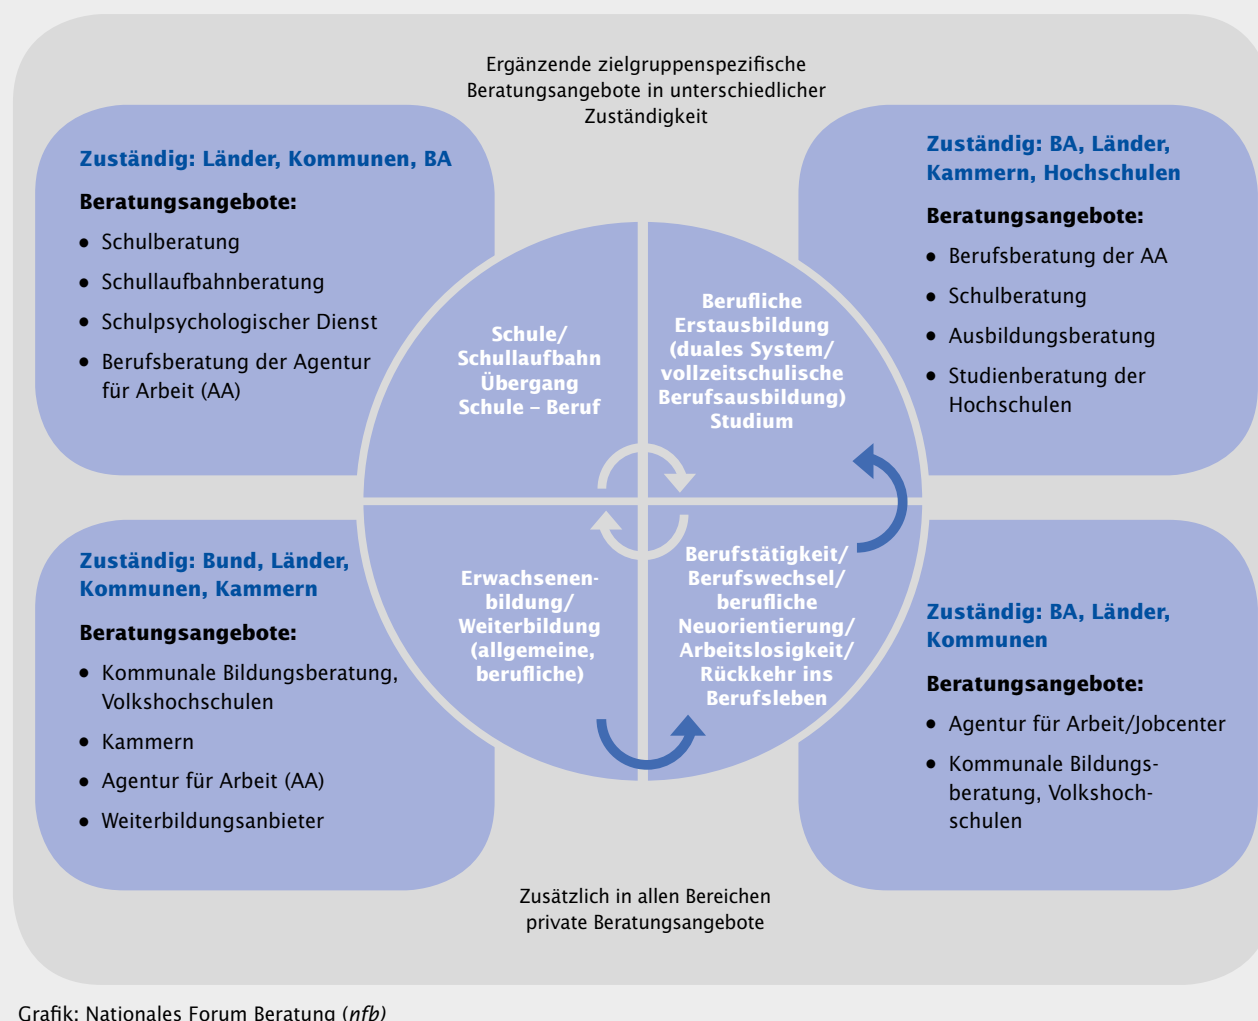 Ergänzende zielgruppenspezifische
Beratungsangebote in unterschiedlicher
Zuständigkeit
Zuständig: Länder, Kommunen, BA
Beratungsangebote:
• Schulberatung
• Schullaufbahnberatung
• Schulpsychologischer Dienst
• Berufsberatung der Agentur
für Arbeit (AA)
Zuständig: BA, Länder,
Kammern, Hochschulen
Beratungsangebote:
• Berufsberatung der AA
• Schulberatung
• Ausbildungsberatung
• Studienberatung der
Hochschulen
Schule/
Schullaufbahn
Übergang
Schule – Beruf
Berufliche
Erstausbildung
(duales System/
vollzeitschulische
Berufsausbildung)
Studium
Erwachsenen-
bildung/
Weiterbildung
(allgemeine,
berufliche)
Berufstätigkeit/
Berufswechsel/
berufliche
Neuorientierung/
Arbeitslosigkeit/
Rückkehr ins
Berufsleben
Zuständig: Bund, Länder,
Kommunen, Kammern
Beratungsangebote:
• Kommunale Bildungsberatung,
Volkshochschulen
• Kammern
• Agentur für Arbeit (AA)
• Weiterbildungsanbieter
Zuständig: BA, Länder,
Kommunen
Beratungsangebote:
• Agentur für Arbeit/Jobcenter
• Kommunale Bildungs-
beratung, Volkshoch-
schulen
Zusätzlich in allen Bereichen
private Beratungsangebote
Grafik: Nationales Forum Beratung (nfb)